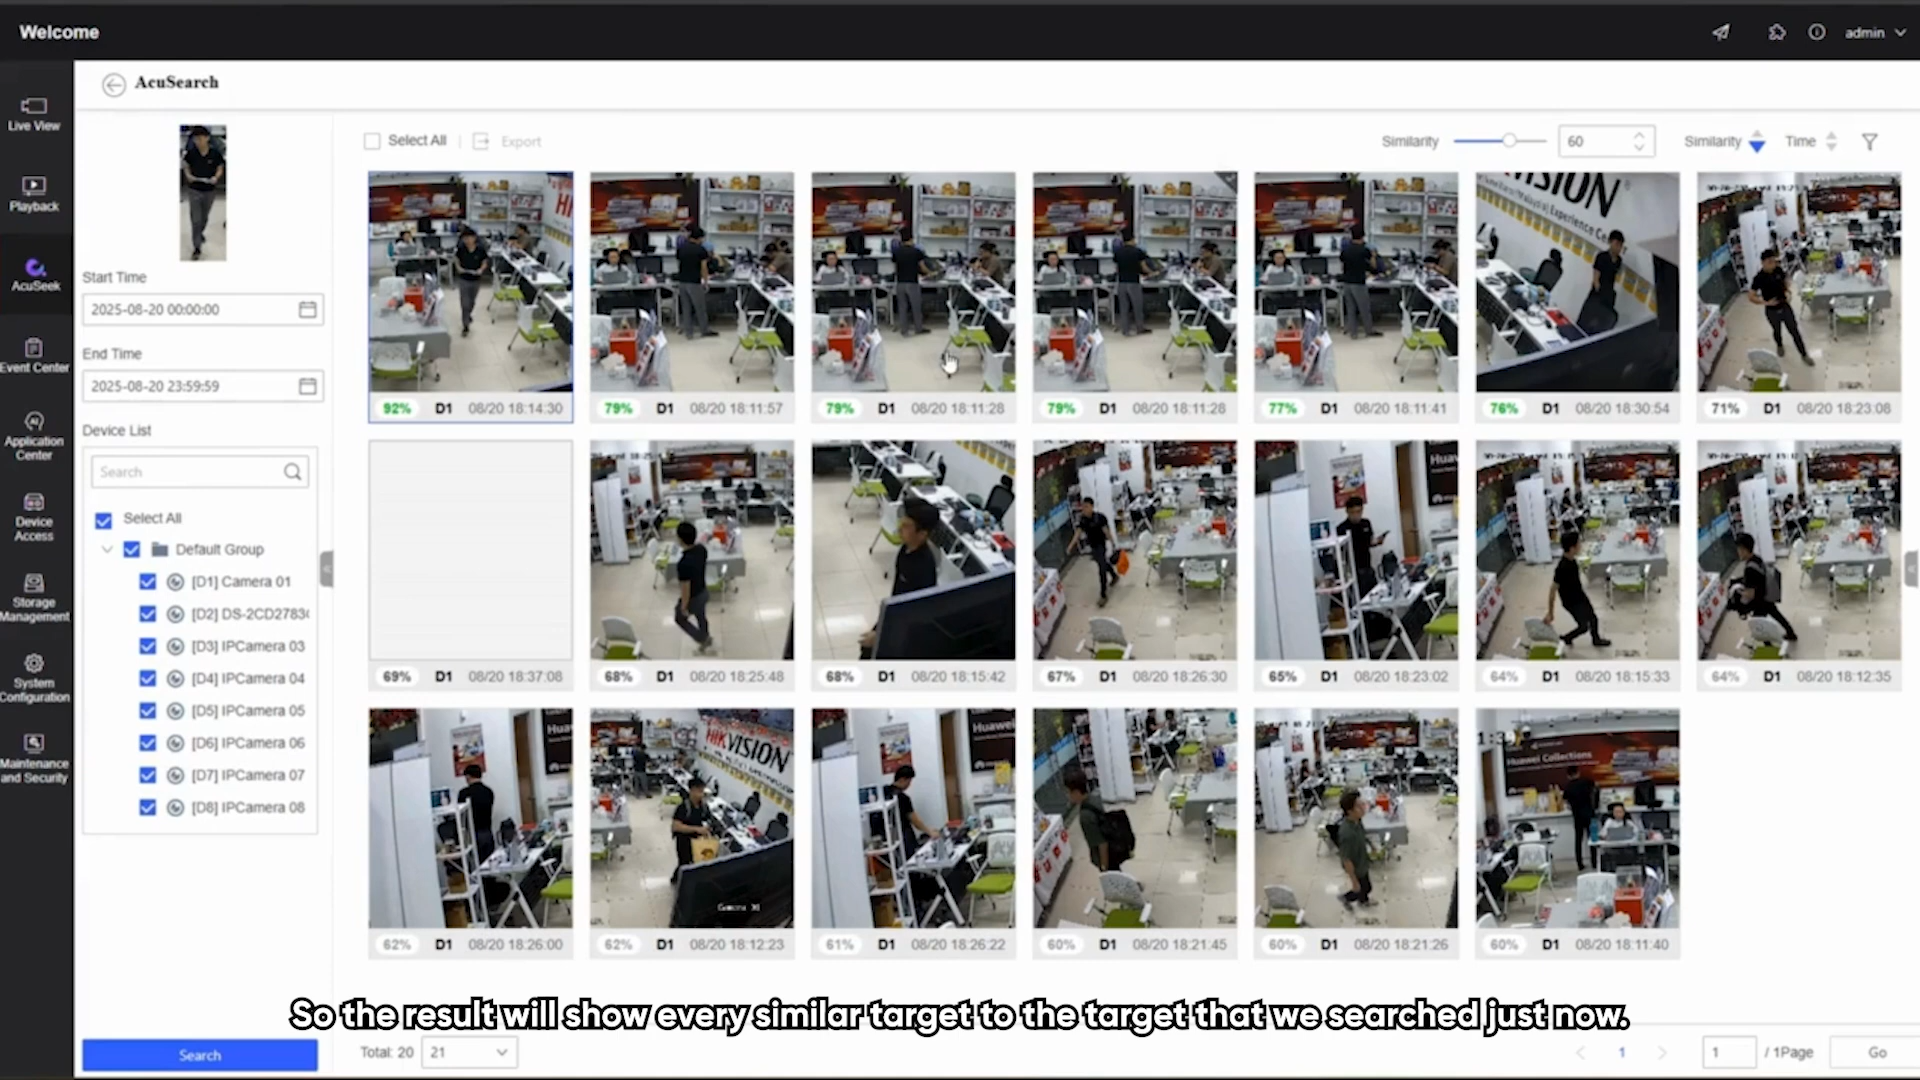 Welcome
admin
AcuSearch
Live View
Playback
AcuSeek
Event Center
Application
Center
Device
Access
Storage
Management
System
Configuration
Maintenance
and Security
Start Time
2025-08-20 00:00:00
End Time
2025-08-20 23:59:59
Device List
Search
Select All
Default Group
[D1] Camera 01
[D2] DS-2CD2783
[D3] IPCamera 03
[D4] IPCamera 04
[D5] IPCamera 05
[D6] IPCamera 06
[D7] IPCamera 07
[D8] IPCamera 08
Search
Select All | Export
Similarity 60 Similarity Time
92% D1 08/20 18:14:30
79% D1 08/20 18:11:57
79% D1 08/20 18:11:28
79% D1 08/20 18:11:28
77% D1 08/20 18:11:41
76% D1 08/20 18:30:54
71% D1 08/20 18:23:08
69% D1 08/20 18:37:08
68% D1 08/20 18:25:48
68% D1 08/20 18:15:42
67% D1 08/20 18:26:30
65% D1 08/20 18:23:02
64% D1 08/20 18:15:33
64% D1 08/20 18:12:35
HIKVISION
Huawei Collections
62% D1 08/20 18:26:00
62% D1 08/20 18:12:23
61% D1 08/20 18:26:22
60% D1 08/20 18:21:45
60% D1 08/20 18:21:26
60% D1 08/20 18:11:40
So the result will show every similar target to the target that we searched just now.
Total: 20 21
1 1 / 1Page Go